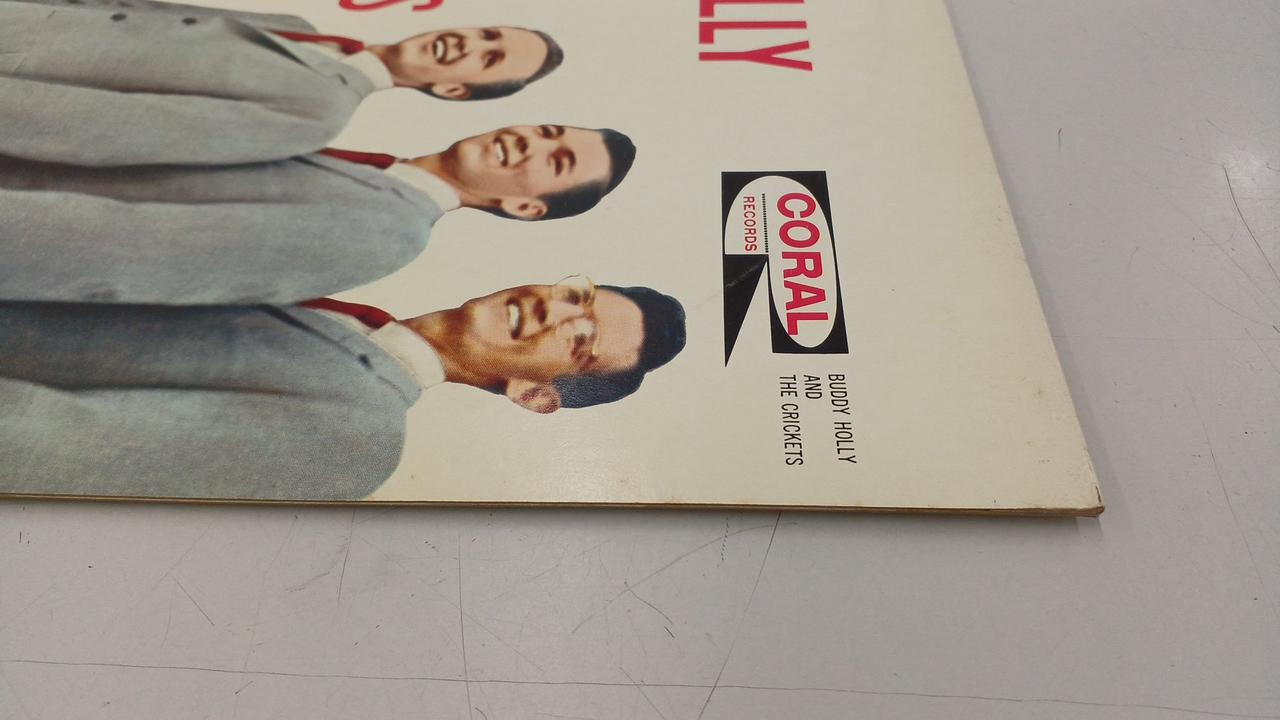 LLY
S
CORAL
RECORDS
BUDDY HOLLY
AND
THE CRICKETS